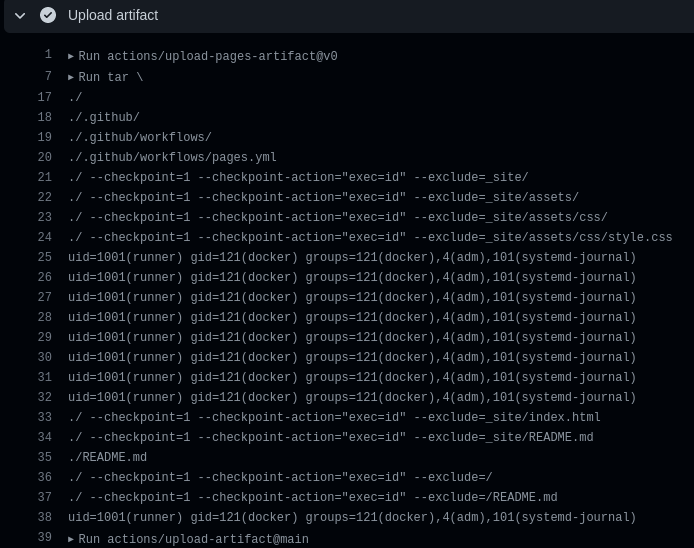 Upload artifact
1 Run actions/upload-pages-artifact@v0
7 Run tar \
17 ./
18 ./.github/
19 ./.github/workflows/
20 ./.github/workflows/pages.yml
21 ./ --checkpoint=1 --checkpoint-action="exec=id" --exclude=_site/
22 ./ --checkpoint=1 --checkpoint-action="exec=id" --exclude=_site/assets/
23 ./ --checkpoint=1 --checkpoint-action="exec=id" --exclude=_site/assets/css/
24 ./ --checkpoint=1 --checkpoint-action="exec=id" --exclude=_site/assets/css/style.css
25 uid=1001(runner) gid=121(docker) groups=121(docker),4(adm),101(systemd-journal)
26 uid=1001(runner) gid=121(docker) groups=121(docker),4(adm),101(systemd-journal)
27 uid=1001(runner) gid=121(docker) groups=121(docker),4(adm),101(systemd-journal)
28 uid=1001(runner) gid=121(docker) groups=121(docker),4(adm),101(systemd-journal)
29 uid=1001(runner) gid=121(docker) groups=121(docker),4(adm),101(systemd-journal)
30 uid=1001(runner) gid=121(docker) groups=121(docker),4(adm),101(systemd-journal)
31 uid=1001(runner) gid=121(docker) groups=121(docker),4(adm),101(systemd-journal)
32 uid=1001(runner) gid=121(docker) groups=121(docker),4(adm),101(systemd-journal)
33 ./ --checkpoint=1 --checkpoint-action="exec=id" --exclude=_site/index.html
34 ./ --checkpoint=1 --checkpoint-action="exec=id" --exclude=_site/README.md
35 ./README.md
36 ./ --checkpoint=1 --checkpoint-action="exec=id" --exclude=/
37 ./ --checkpoint=1 --checkpoint-action="exec=id" --exclude=/README.md
38 uid=1001(runner) gid=121(docker) groups=121(docker),4(adm),101(systemd-journal)
39 Run actions/upload-artifact@main